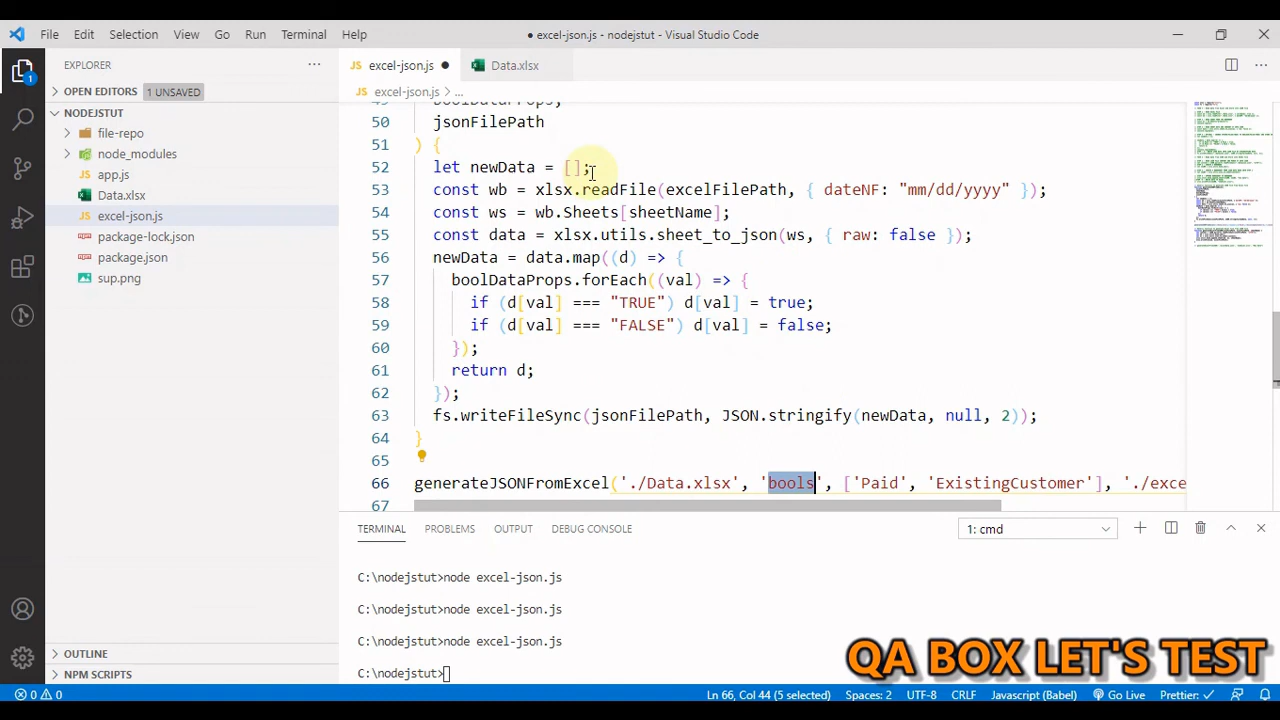 File Edit Selection View Go Run Terminal Help
● excel-json.js - nodejstut - Visual Studio Code
EXPLORER ···
JS excel-json.js ● Data.xlsx
OPEN EDITORS 1 UNSAVED
JS excel-json.js > ...
NODEJSTUT
file-repo
node_modules
JS app.js
Data.xlsx
JS excel-json.js
package-lock.json
package.json
sup.png
49 boolDataProps,
50 jsonFilePath
51 ) {
52 let newData [];
53 const wb = xlsx.readFile(excelFilePath, dateNF: "mm/dd/yyyy" });
54 const ws = wb.Sheets[sheetName];
55 const data xlsx.utils.sheet_to_json(ws, raw: false
56 newData = data.map((d) => {
57 boolDataProps.forEach((val) => {
58 if (d[val] === "TRUE") d[val] = true;
59 if (d[val] === "FALSE") d[val] = false;
60 });
61 return d;
62 });
63 fs.writeFileSync(jsonFilePath, JSON.stringify(newData, null, 2));
64 }
65
66 generateJSONFromExcel('./Data.xlsx', 'bools', ['Paid', 'ExistingCustomer'], './exce
67
TERMINAL PROBLEMS OUTPUT DEBUG CONSOLE 1: cmd
C:\nodejstut>node excel-json.js
C:\nodejstut>node excel-json.js
C:\nodejstut>node excel-json.js
C:\nodejstut>
OUTLINE
NPM SCRIPTS
QA BOX LET'S TEST
0 0 Ln 66, Col 44 (5 selected) Spaces: 2 UTF-8 CRLF Javascript (Babel) Go Live Prettier: ✓